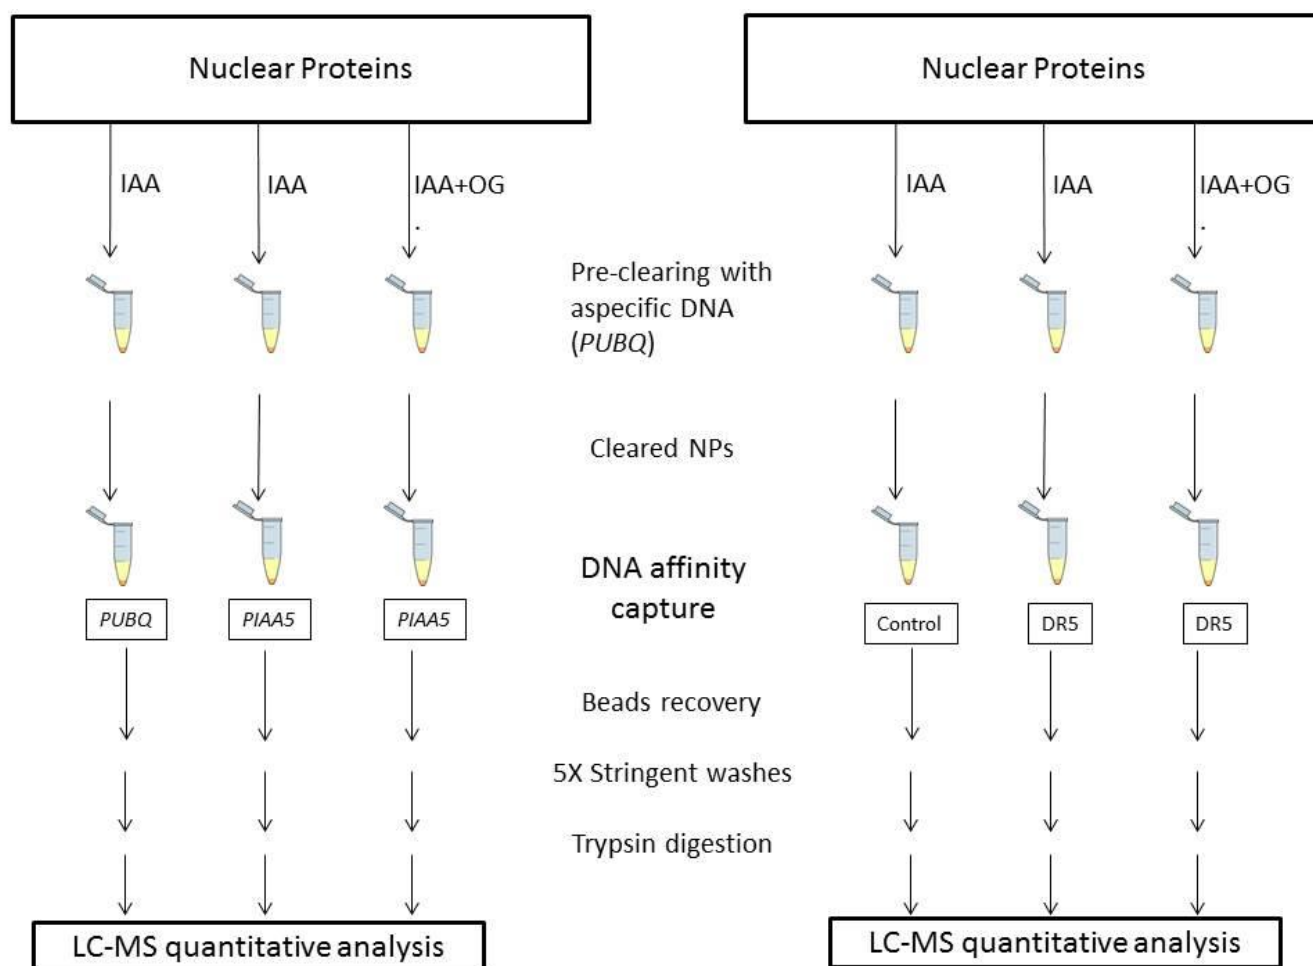 Nuclear Proteins
Nuclear Proteins
IAA
IAA
IAA+OG
.
IAA
IAA
IAA+OG
.
Pre-clearing with
aspecific DNA
(PUBQ)
Cleared NPs
DNA affinity
capture
PUBQ
PIAA5
PIAA5
Control
DR5
DR5
Beads recovery
5X Stringent washes
Trypsin digestion
LC-MS quantitative analysis
LC-MS quantitative analysis